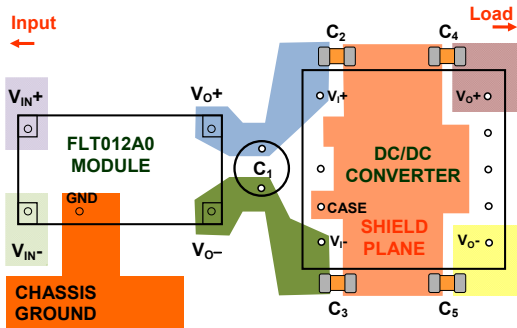 Input
Load
C2
C4
VIN+
VO+
VI+
VO+
FLT012A0
MODULE
C1
DC/DC
CONVERTER
GND
CASE
SHIELD
PLANE
VIN-
VO–
VI-
VO-
CHASSIS
GROUND
C3
C5